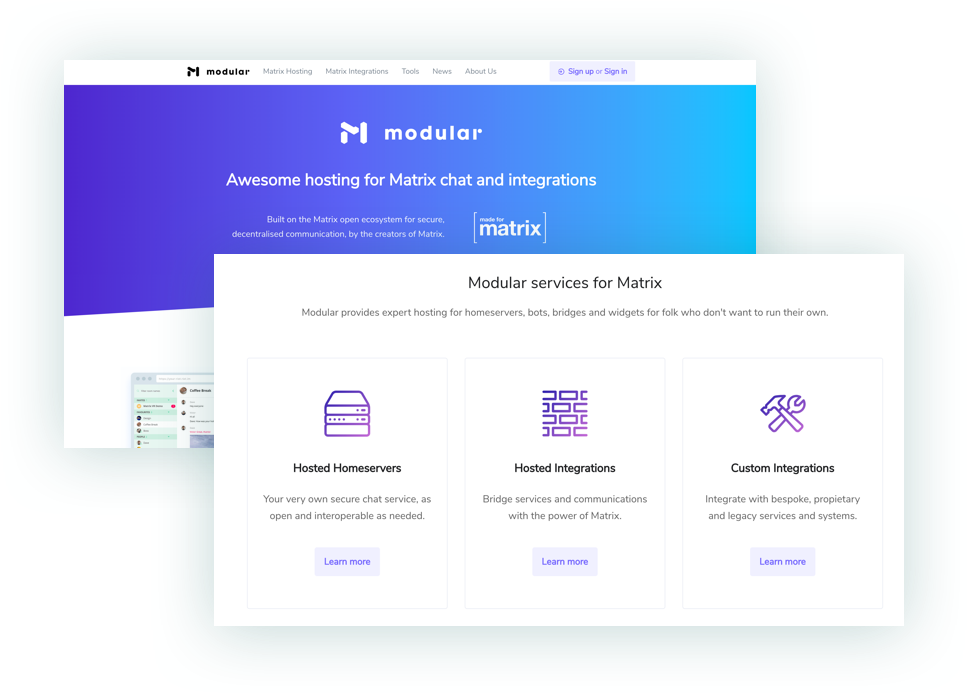 modular
Matrix Hosting
Matrix Integrations
Tools
News
About Us
Sign up or Sign in
modular
Awesome hosting for Matrix chat and integrations
Built on the Matrix open ecosystem for secure,
decentralised communication, by the creators of Matrix.
made for
[matrix]
Coffee Break
Modular services for Matrix
Modular provides expert hosting for homeservers, bots, bridges and widgets for folk who don't want to run their own.
Hosted Homeservers
Your very own secure chat service, as
open and interoperable as needed.
Learn more
Hosted Integrations
Bridge services and communications
with the power of Matrix.
Learn more
Custom Integrations
Integrate with bespoke, propietary
and legacy services and systems.
Learn more